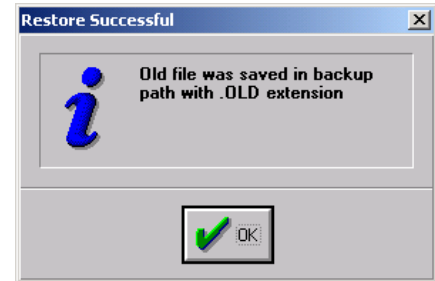 Restore Successful
Old file was saved in backup
path with .OLD extension
OK